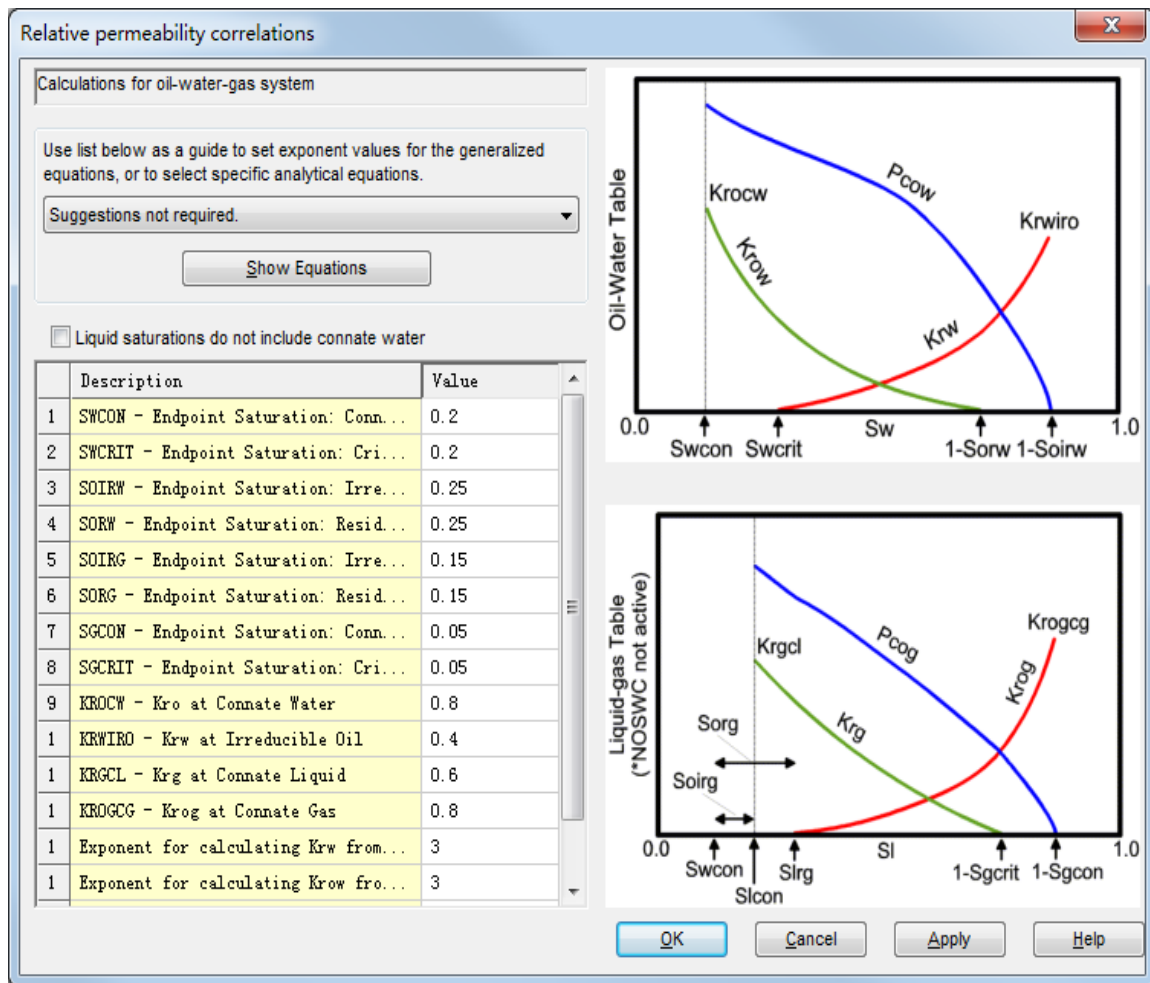 Relative permeability correlations
Calculations for oil-water-gas system
Use list below as a guide to set exponent values for the generalized
equations, or to select specific analytical equations.
Suggestions not required.
Show Equations
Liquid saturations do not include connate water
Description Value
1 SWCON - Endpoint Saturation: Conn... 0.2
2 SWCRIT - Endpoint Saturation: Cri... 0.2
3 SOIRW - Endpoint Saturation: Irre... 0.25
4 SORW - Endpoint Saturation: Resid... 0.25
5 SOIRG - Endpoint Saturation: Irre... 0.15
6 SORG - Endpoint Saturation: Resid... 0.15
7 SGCON - Endpoint Saturation: Conn... 0.05
8 SGCRIT - Endpoint Saturation: Cri... 0.05
9 KROCW - Kro at Connate Water 0.8
1 KRWIRO - Krw at Irreducible Oil 0.4
1 KRGCL - Krg at Connate Liquid 0.6
1 KROGCG - Krog at Connate Gas 0.8
1 Exponent for calculating Krw from... 3
1 Exponent for calculating Krow fro... 3
Oil-Water Table
Krocw
Pcow
Krwiro
Krow
Krw
0.0 Sw 1.0
Swcon Swcrit 1-Sorw 1-Soirw
Liquid-gas Table
(*NOSWC not active)
Krgcl
Pcog
Krogcg
Krog
Sorg
Krg
Soirg
0.0 Sl 1.0
Swcon Slrg 1-Sgcrit 1-Sgcon
Slcon
OK Cancel Apply Help